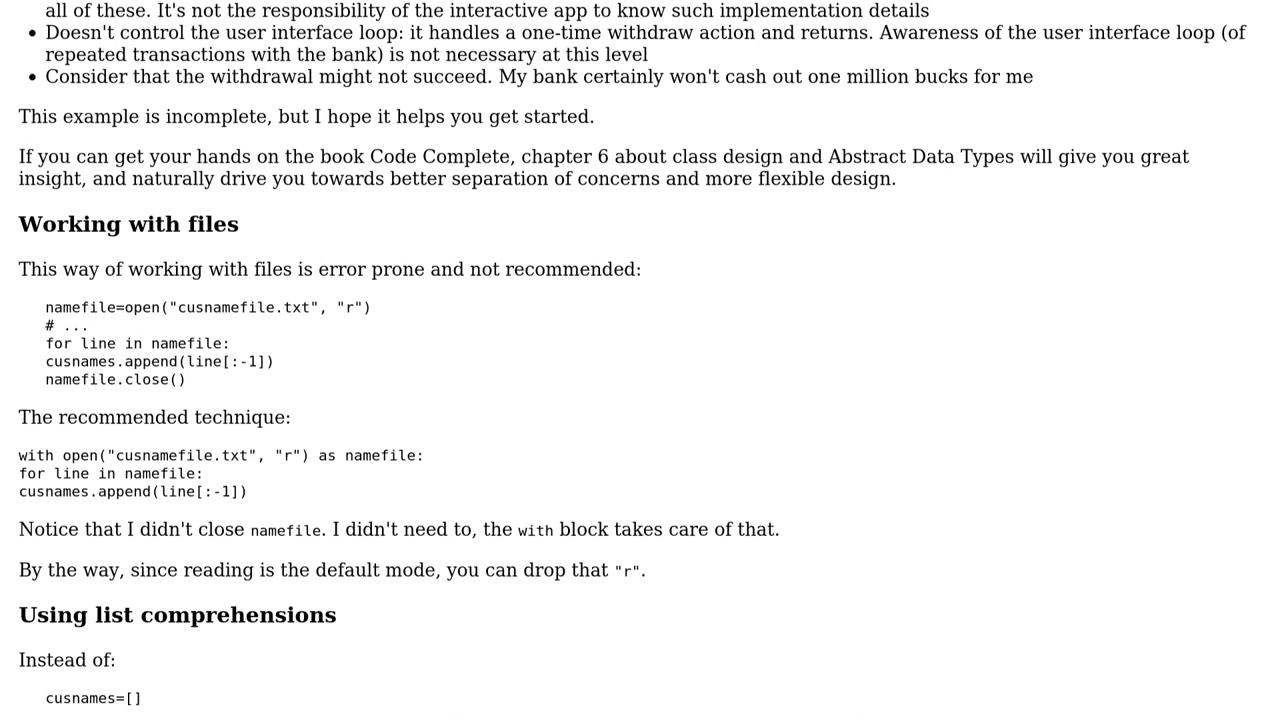 all of these. It's not the responsibility of the interactive app to know such implementation details
• Doesn't control the user interface loop: it handles a one-time withdraw action and returns. Awareness of the user interface loop (of
repeated transactions with the bank) is not necessary at this level
• Consider that the withdrawal might not succeed. My bank certainly won't cash out one million bucks for me
This example is incomplete, but I hope it helps you get started.
If you can get your hands on the book Code Complete, chapter 6 about class design and Abstract Data Types will give you great
insight, and naturally drive you towards better separation of concerns and more flexible design.
Working with files
This way of working with files is error prone and not recommended:
namefile=open("cusnamefile.txt", "r")
# ...
for line in namefile:
cusnames.append(line[:-1])
namefile.close()
The recommended technique:
with open("cusnamefile.txt", "r") as namefile:
for line in namefile:
cusnames.append(line[:-1])
Notice that I didn't close namefile. I didn't need to, the with block takes care of that.
By the way, since reading is the default mode, you can drop that "r".
Using list comprehensions
Instead of:
cusnames=[]